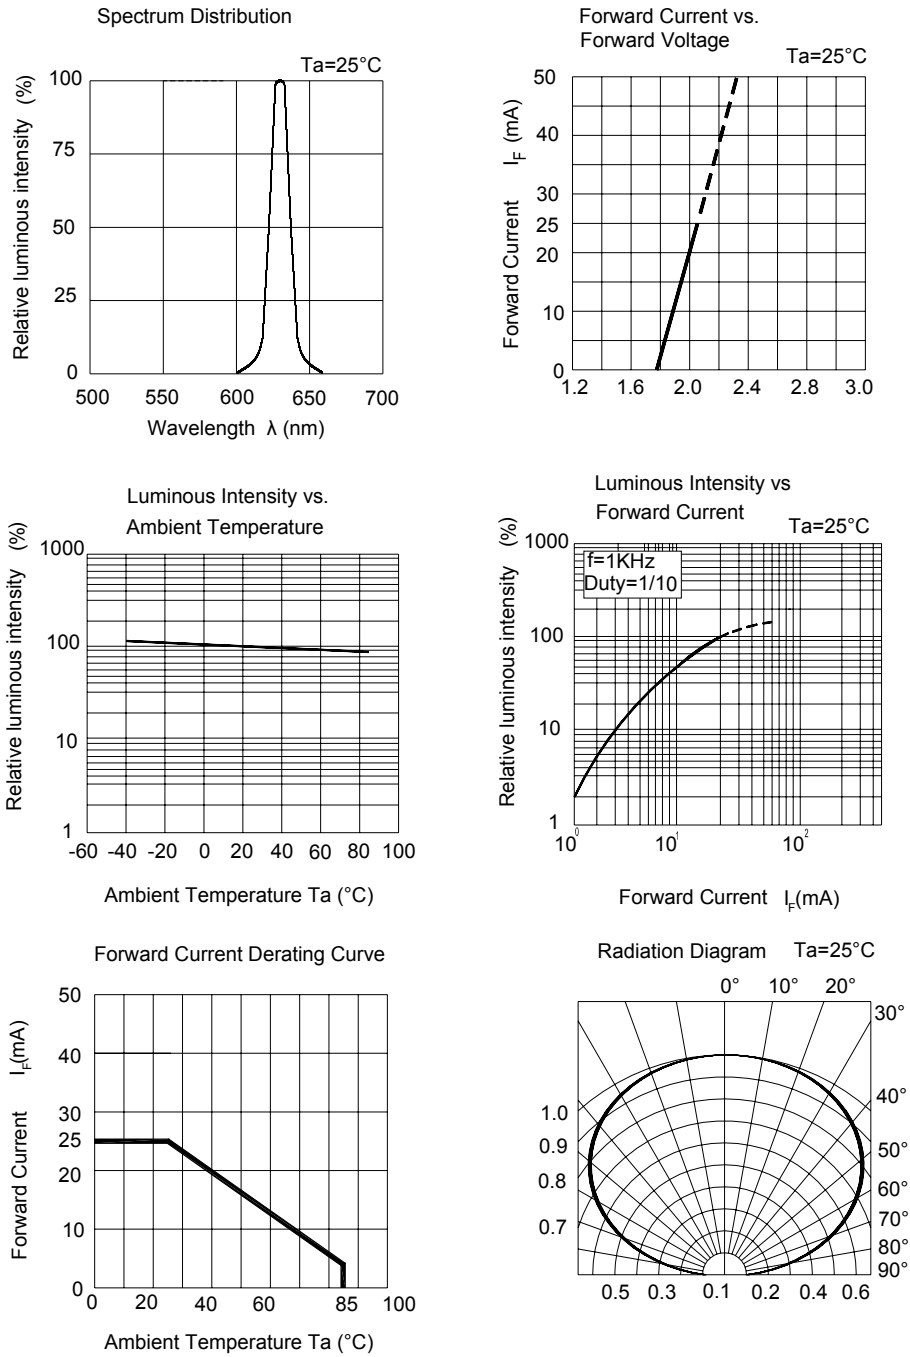 Spectrum Distribution
Ta=25°C
Relative luminous intensity (%)
100
75
50
25
0
500 550 600 650 700
Wavelength λ (nm)
Forward Current vs.
Forward Voltage
Ta=25°C
Forward Current IF (mA)
50
40
30
25
20
10
0
1.2 1.6 2.0 2.4 2.8 3.0
Luminous Intensity vs.
Ambient Temperature
Relative luminous intensity (%)
1000
100
10
1
-60 -40 -20 0 20 40 60 80 100
Ambient Temperature Ta (°C)
Luminous Intensity vs
Forward Current
Ta=25°C
f=1KHz
Duty=1/10
Relative luminous intensity (%)
1000
100
10
1
10⁰ 10¹ 10²
Forward Current IF(mA)
Forward Current Derating Curve
Forward Current IF(mA)
50
40
30
25
20
10
0
0 20 40 60 85 100
Ambient Temperature Ta (°C)
Radiation Diagram Ta=25°C
0° 10° 20°
30°
40°
50°
60°
70°
80°
90°
1.0
0.9
0.8
0.7
0.5 0.3 0.1 0.2 0.4 0.6